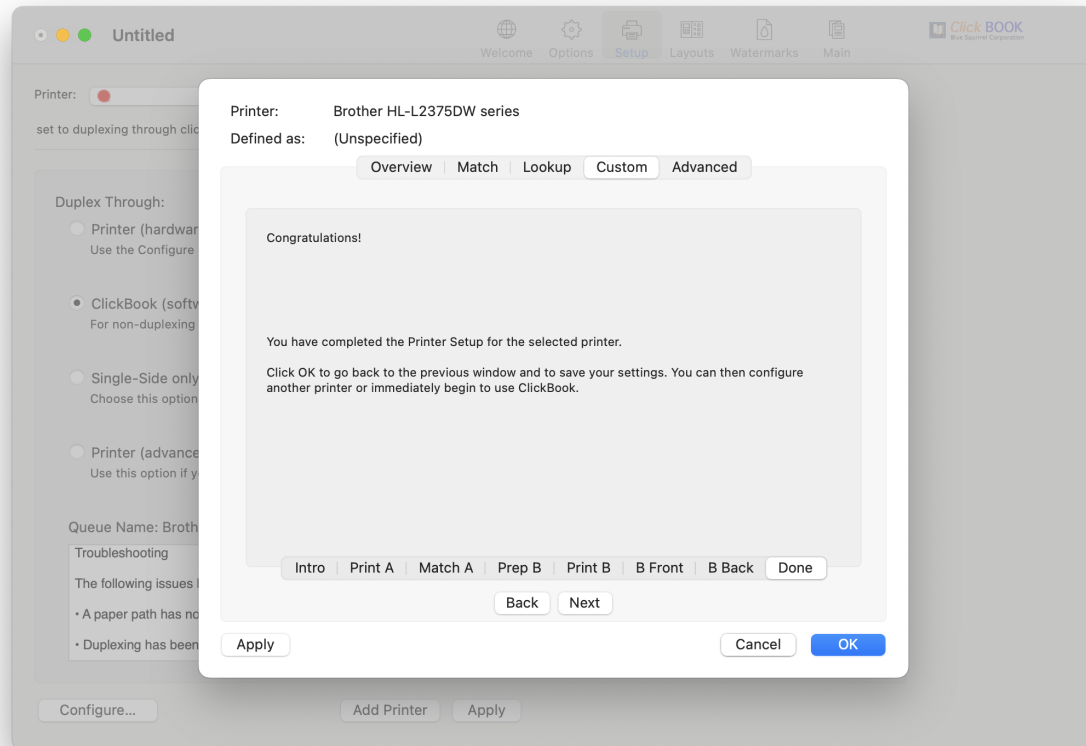 Untitled
Welcome
Options
Setup
Layouts
Watermarks
Main
Click BOOK
Blue Squirrel Corporation
Printer:
set to duplexing through clic
Duplex Through:
Printer (hardwar
Use the Configure
ClickBook (softw
For non-duplexing
Single-Side only
Choose this option
Printer (advance
Use this option if y
Queue Name: Broth
Troubleshooting
The following issues
• A paper path has no
• Duplexing has been
Configure...
Add Printer
Apply
Printer: Brother HL-L2375DW series
Defined as: (Unspecified)
Overview Match Lookup Custom Advanced
Congratulations!
You have completed the Printer Setup for the selected printer.
Click OK to go back to the previous window and to save your settings. You can then configure
another printer or immediately begin to use ClickBook.
Intro Print A Match A Prep B Print B B Front B Back Done
Back Next
Apply
Cancel
OK